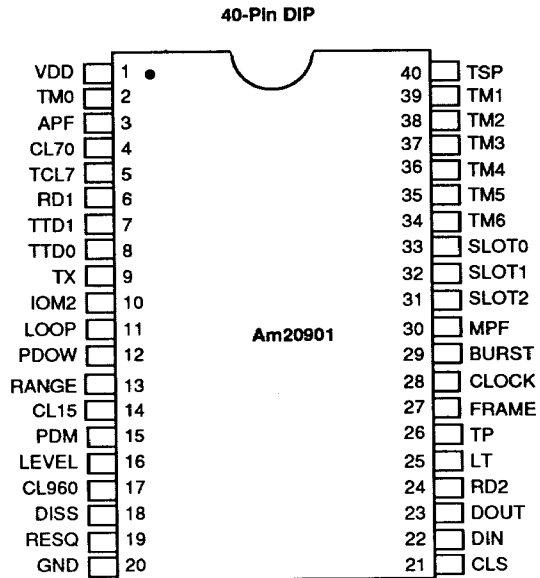 40-Pin DIP
VDD 1 40 TSP
TM0 2 39 TM1
APF 3 38 TM2
CL70 4 37 TM3
TCL7 5 36 TM4
RD1 6 35 TM5
TTD1 7 34 TM6
TTD0 8 33 SLOT0
TX 9 32 SLOT1
IOM2 10 31 SLOT2
LOOP 11 Am20901 30 MPF
PDOW 12 29 BURST
RANGE 13 28 CLOCK
CL15 14 27 FRAME
PDM 15 26 TP
LEVEL 16 25 LT
CL960 17 24 RD2
DISS 18 23 DOUT
RESQ 19 22 DIN
GND 20 21 CLS